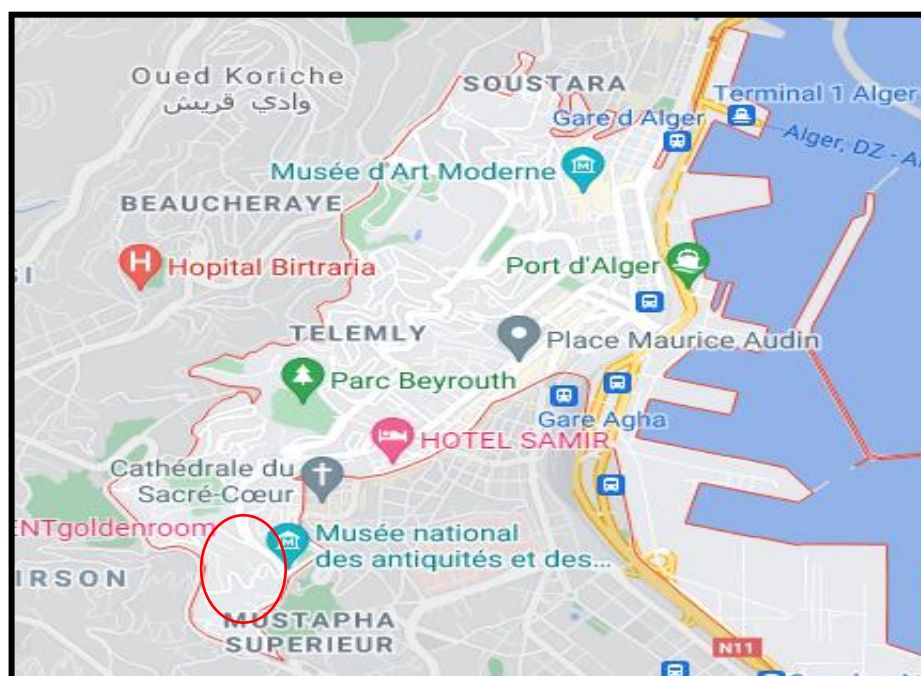 Oued Koriche
وادي قريش
SOUSTARA
Terminal 1 Alger
Gare d Alger
Alger, DZ - A
Musée d'Art Moderne
BEAUCHERAYE
Hopital Birtraria
Port d'Alger
TELEMLY
Place Maurice Audin
Parc Beyrouth
Gare Agha
HOTEL SAMIR
Cathédrale du
Sacré-Cœur
ENTgoldenroom
Musée national
des antiquités et des...
IRSON
MUSTAPHA
SUPERIEUR
N11